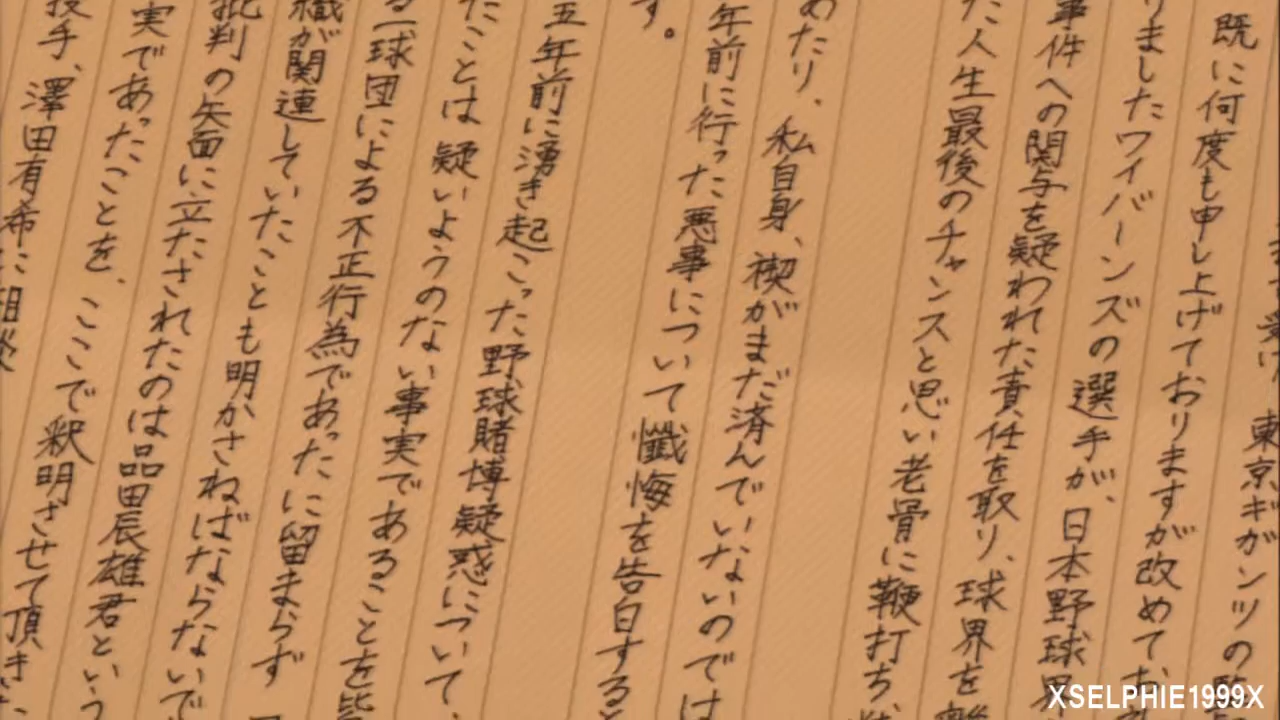 東京ギガンツの監
既に何度も申し上げておりますが改めてお
りましたワイバーンズの選手が、日本野球界
事件への関与を疑われた責任を取り、球界を離
た人生最後のチャンスと思い老骨に鞭打ち
あたり、私自身、禊がまだ済んでいないのでは
年前に行った悪事について懺悔を告白する
す。
五年前に湧き起こった野球賭博疑惑について、
たことは疑いようのない事実であることを皆
る一球団による不正行為であったに留まらず
織が関連していたことも明かさねばならない
批判の矢面に立たされたのは品田辰雄君という
実であったことを、ここで釈明させて頂き
投手、澤田有希に相談
XSELPHIE1999X